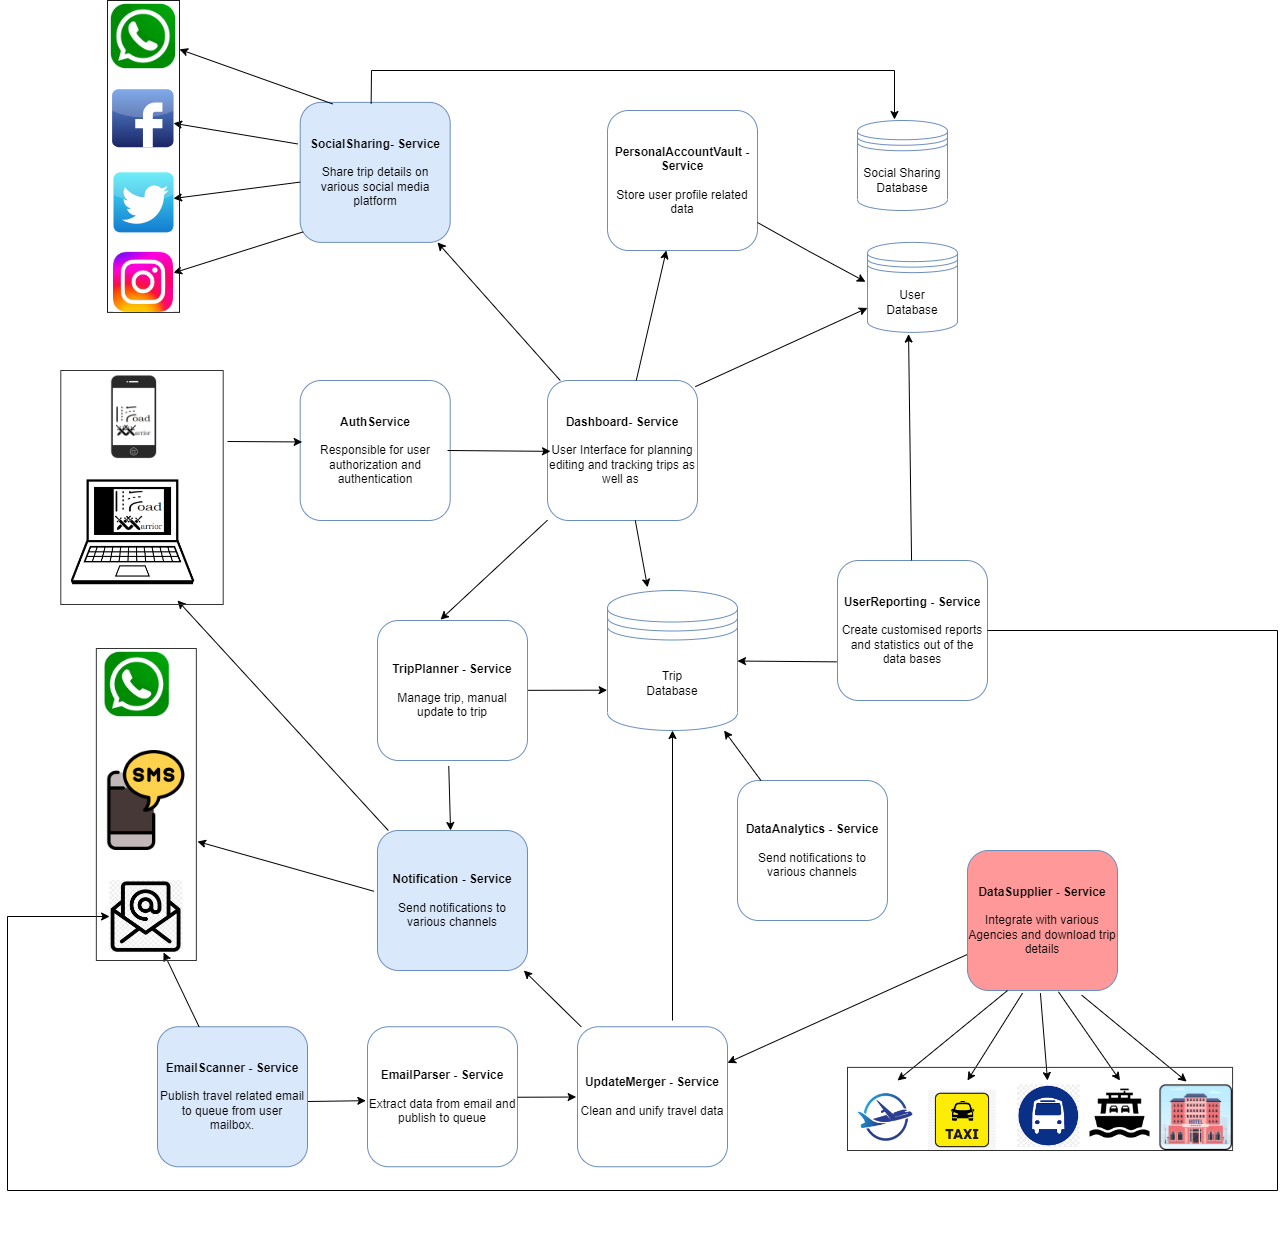 SocialSharing- Service
Share trip details on
various social media
platform
PersonalAccountVault -
Service
Store user profile related
data
Social Sharing
Database
User
Database
oad
arrior
AuthService
Responsible for user
authorization and
authentication
Dashboard- Service
User Interface for planning
editing and tracking trips as
well as
oad
arrior
UserReporting - Service
Create customised reports
and statistics out of the
data bases
TripPlanner - Service
Manage trip, manual
update to trip
Trip
Database
SMS
DataAnalytics - Service
Send notifications to
various channels
Notification - Service
Send notifications to
various channels
DataSupplier - Service
Integrate with various
Agencies and download trip
details
EmailScanner - Service
Publish travel related email
to queue from user
mailbox.
EmailParser - Service
Extract data from email and
publish to queue
UpdateMerger - Service
Clean and unify travel data
TAXI
HOTEL